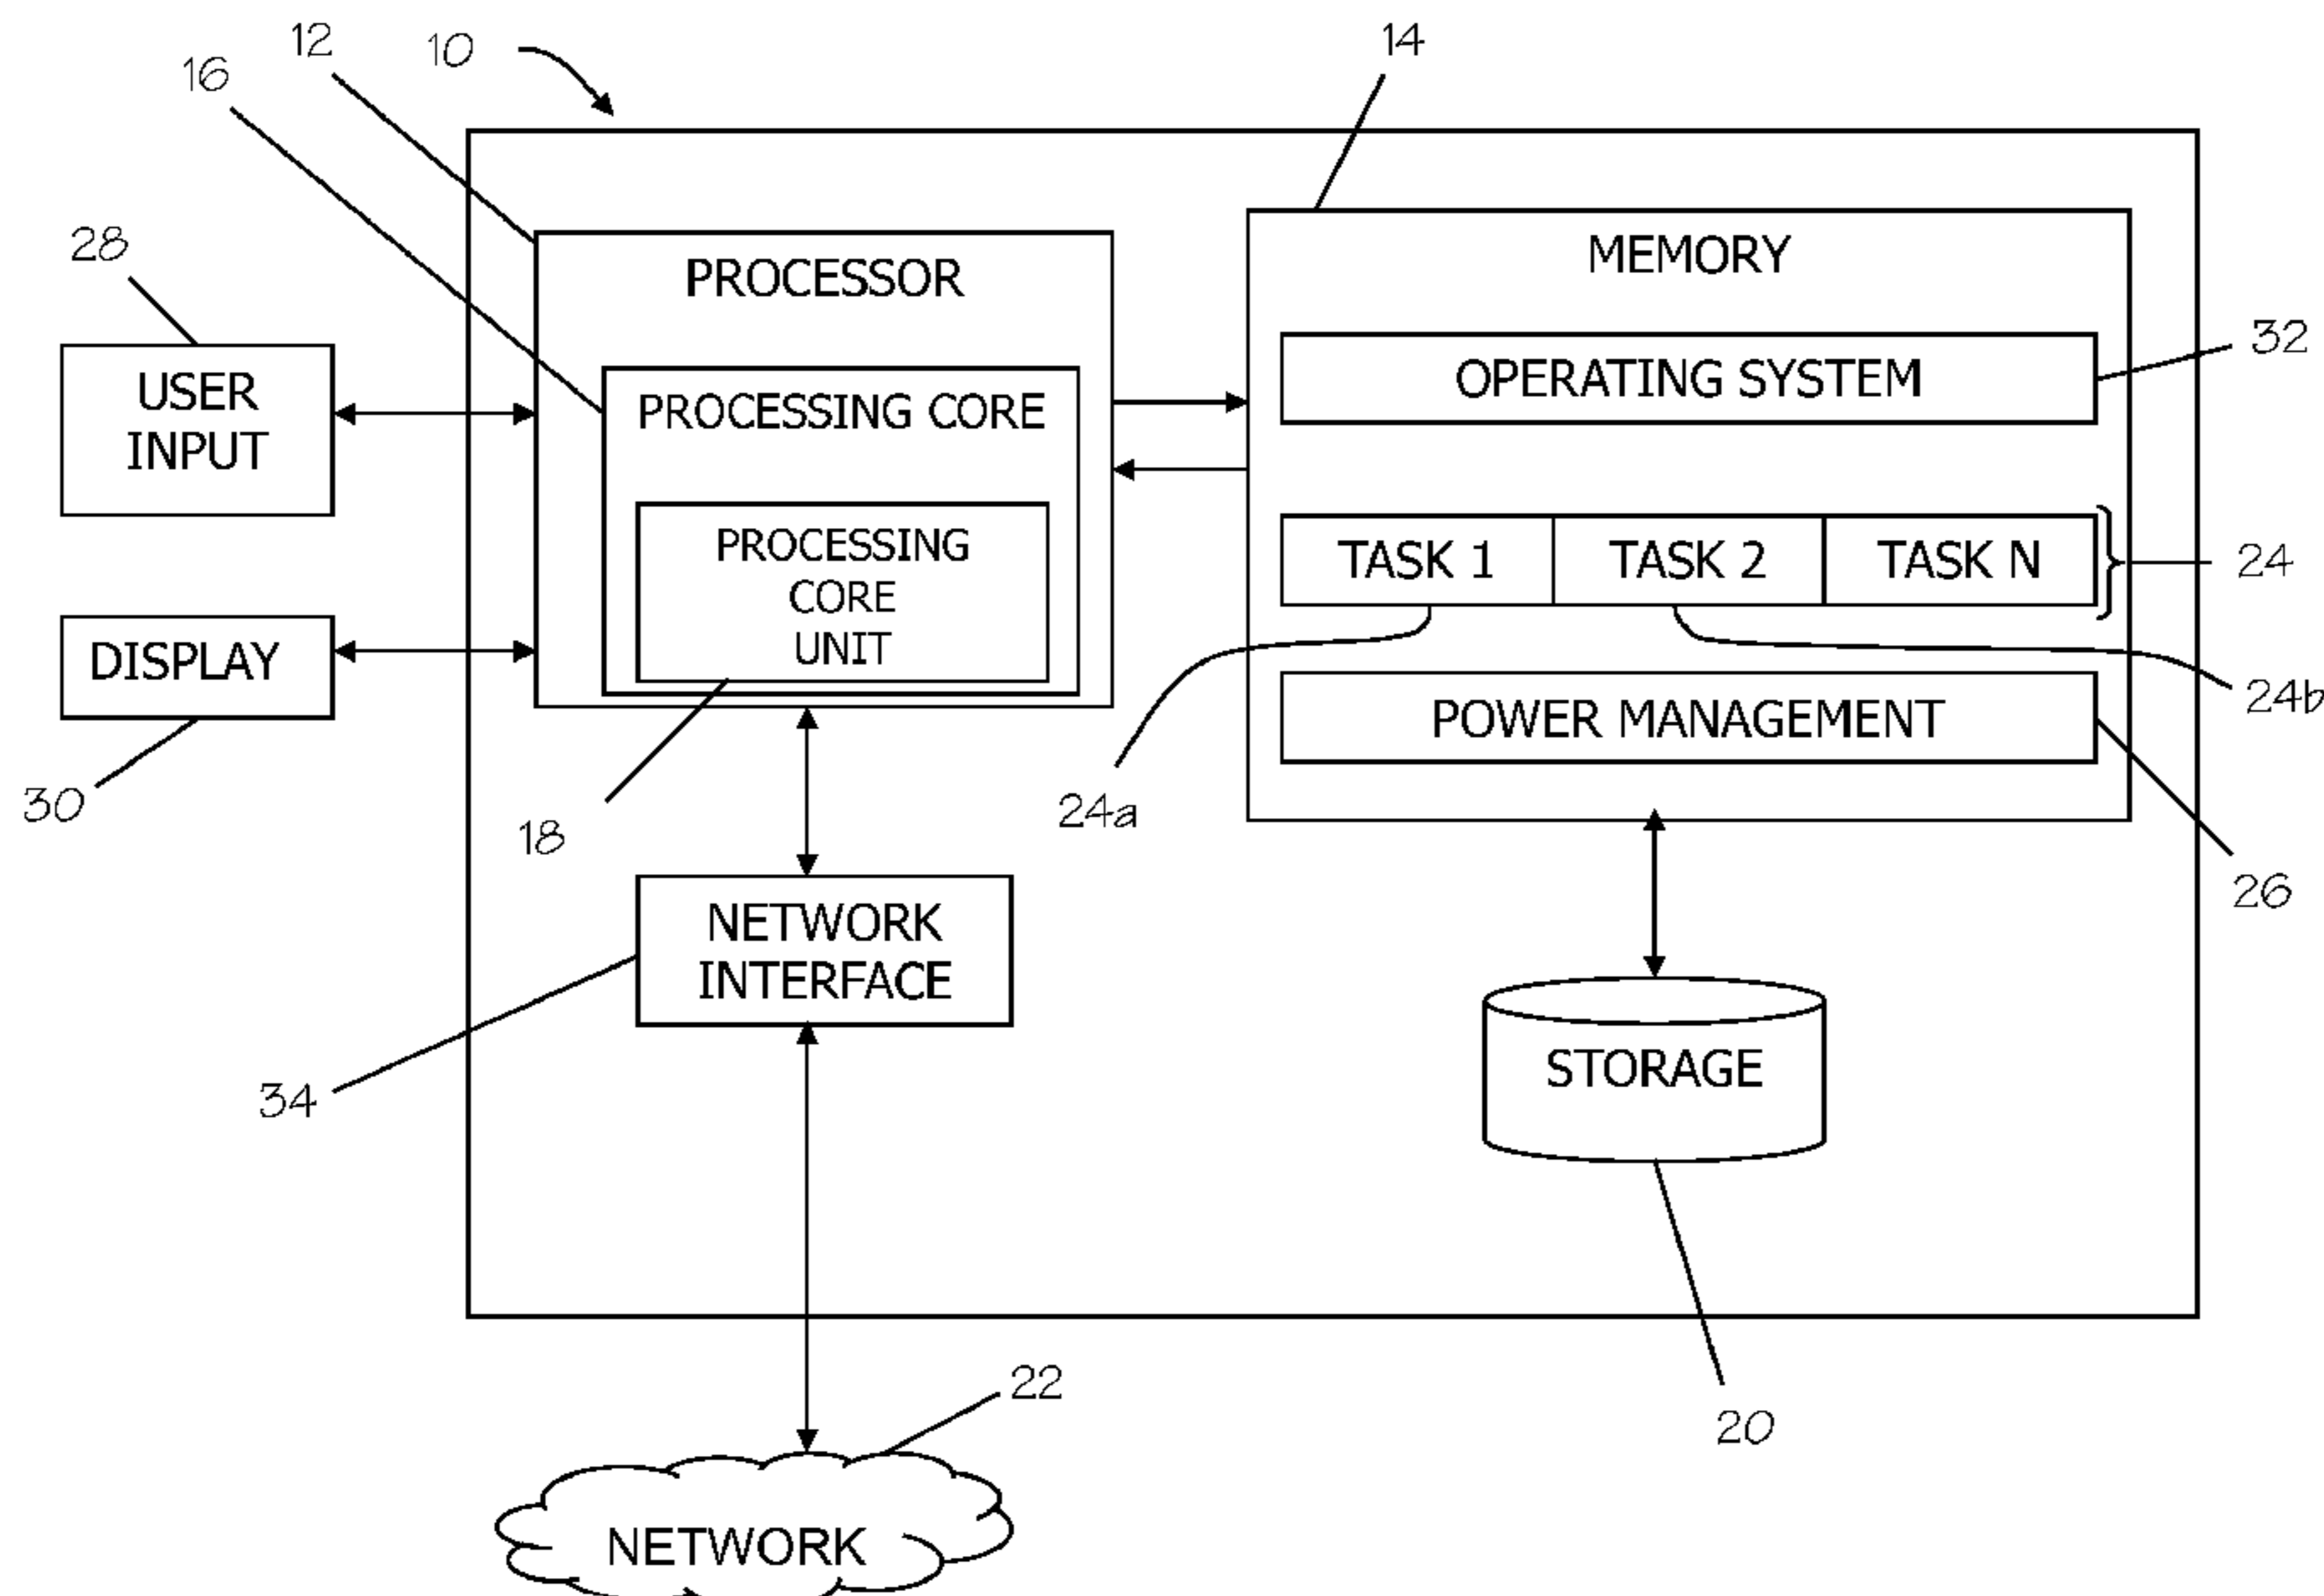 12
10
14
16
28
PROCESSOR
MEMORY
USER
INPUT
PROCESSING CORE
OPERATING SYSTEM
32
PROCESSING
CORE
UNIT
TASK 1
TASK 2
TASK N
24
DISPLAY
POWER MANAGEMENT
24b
30
18
24a
26
NETWORK
INTERFACE
34
STORAGE
22
20
NETWORK